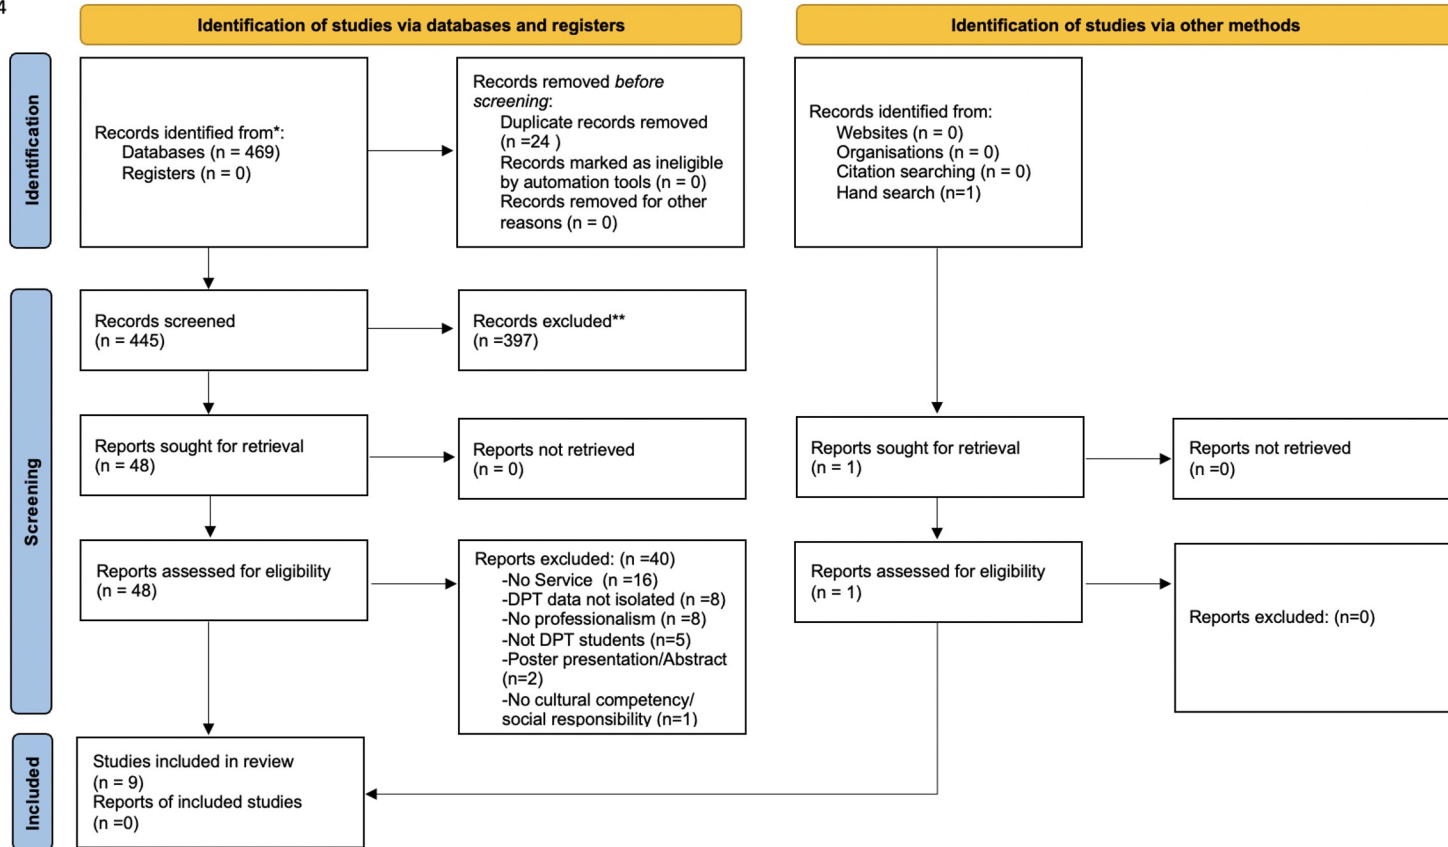 4
Identification of studies via databases and registers
Identification of studies via other methods
Identification
Records identified from*:
Databases (n = 469)
Registers (n = 0)
Records removed before
screening:
Duplicate records removed
(n =24 )
Records marked as ineligible
by automation tools (n = 0)
Records removed for other
reasons (n = 0)
Records identified from:
Websites (n = 0)
Organisations (n = 0)
Citation searching (n = 0)
Hand search (n=1)
Screening
Records screened
(n = 445)
Records excluded**
(n =397)
Reports sought for retrieval
(n = 48)
Reports not retrieved
(n = 0)
Reports sought for retrieval
(n = 1)
Reports not retrieved
(n =0)
Reports assessed for eligibility
(n = 48)
Reports excluded: (n =40)
-No Service  (n =16)
-DPT data not isolated (n =8)
-No professionalism (n =8)
-Not DPT students (n=5)
-Poster presentation/Abstract
(n=2)
-No cultural competency/
social responsibility (n=1)
Reports assessed for eligibility
(n = 1)
Reports excluded: (n=0)
Included
Studies included in review
(n = 9)
Reports of included studies
(n =0)